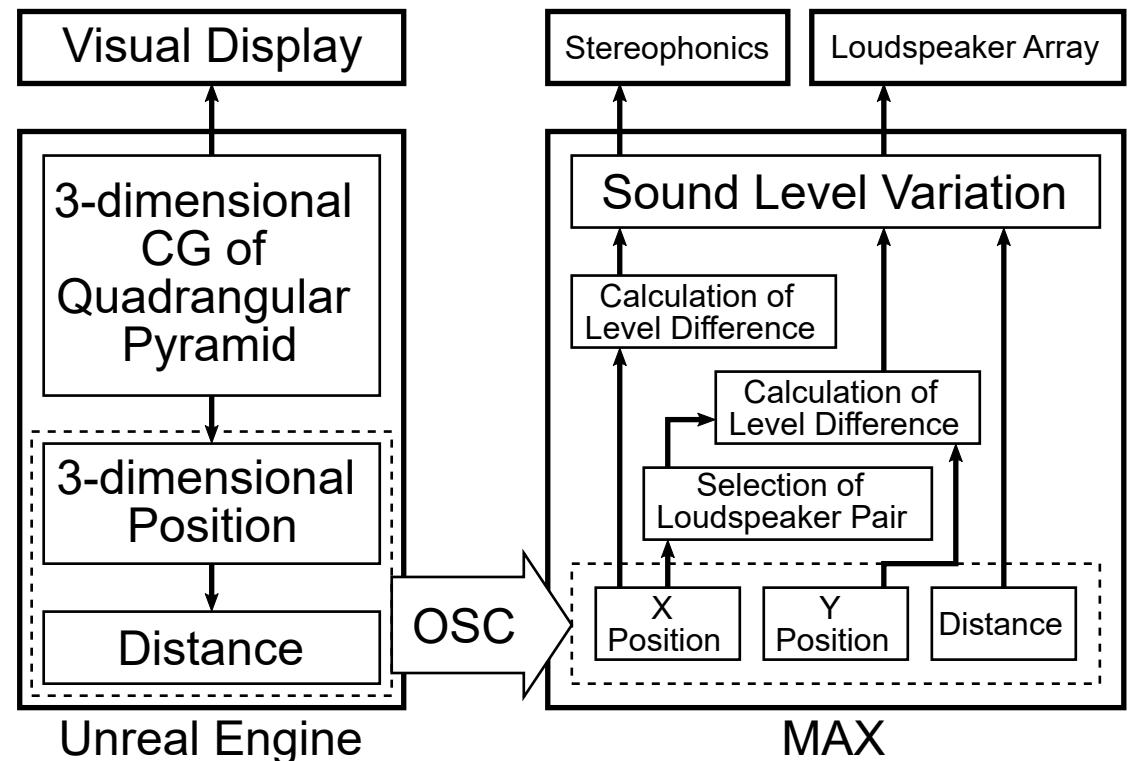 Visual Display
3-dimensional
CG of
Quadrangular
Pyramid
3-dimensional
Position
Distance
Unreal Engine
OSC
Stereophonics
Loudspeaker Array
Sound Level Variation
Calculation of
Level Difference
Calculation of
Level Difference
Selection of
Loudspeaker Pair
X
Position
Y
Position
Distance
MAX